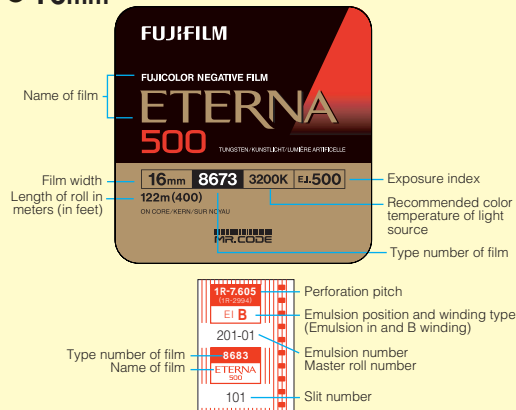 16mm
FUJIFILM
FUJICOLOR NEGATIVE FILM
Name of film
ETERNA
500
TUNGSTEN/KUNSTLICHT/LUMIÈRE ARTIFICELLE
Film width
16mm 8673 3200K E.I.500
Exposure index
Length of roll in
meters (in feet)
122m(400)
ON CORE/KERN/SUR NOYAU
Recommended color
temperature of light
source
MR.CODE
Type number of film
1R-7.605
(1R-2994)
Perforation pitch
EI B
Emulsion position and winding type
(Emulsion in and B winding)
201-01
Emulsion number
Master roll number
Type number of film
8683
Name of film
ETERNA
500
101
Slit number